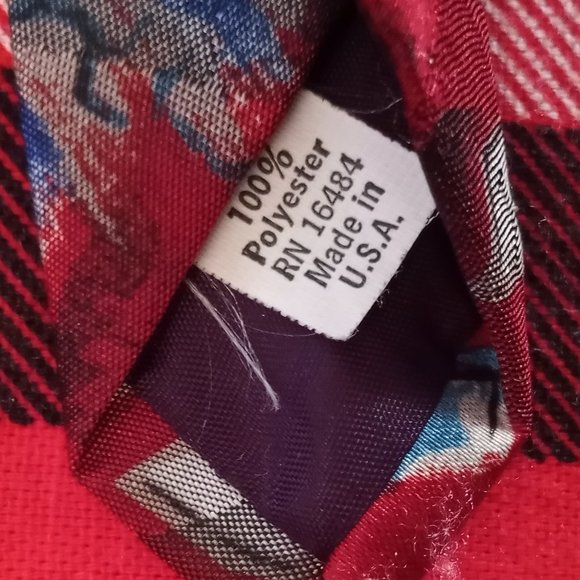 100%
Polyester
RN 16484
Made in
U.S.A.